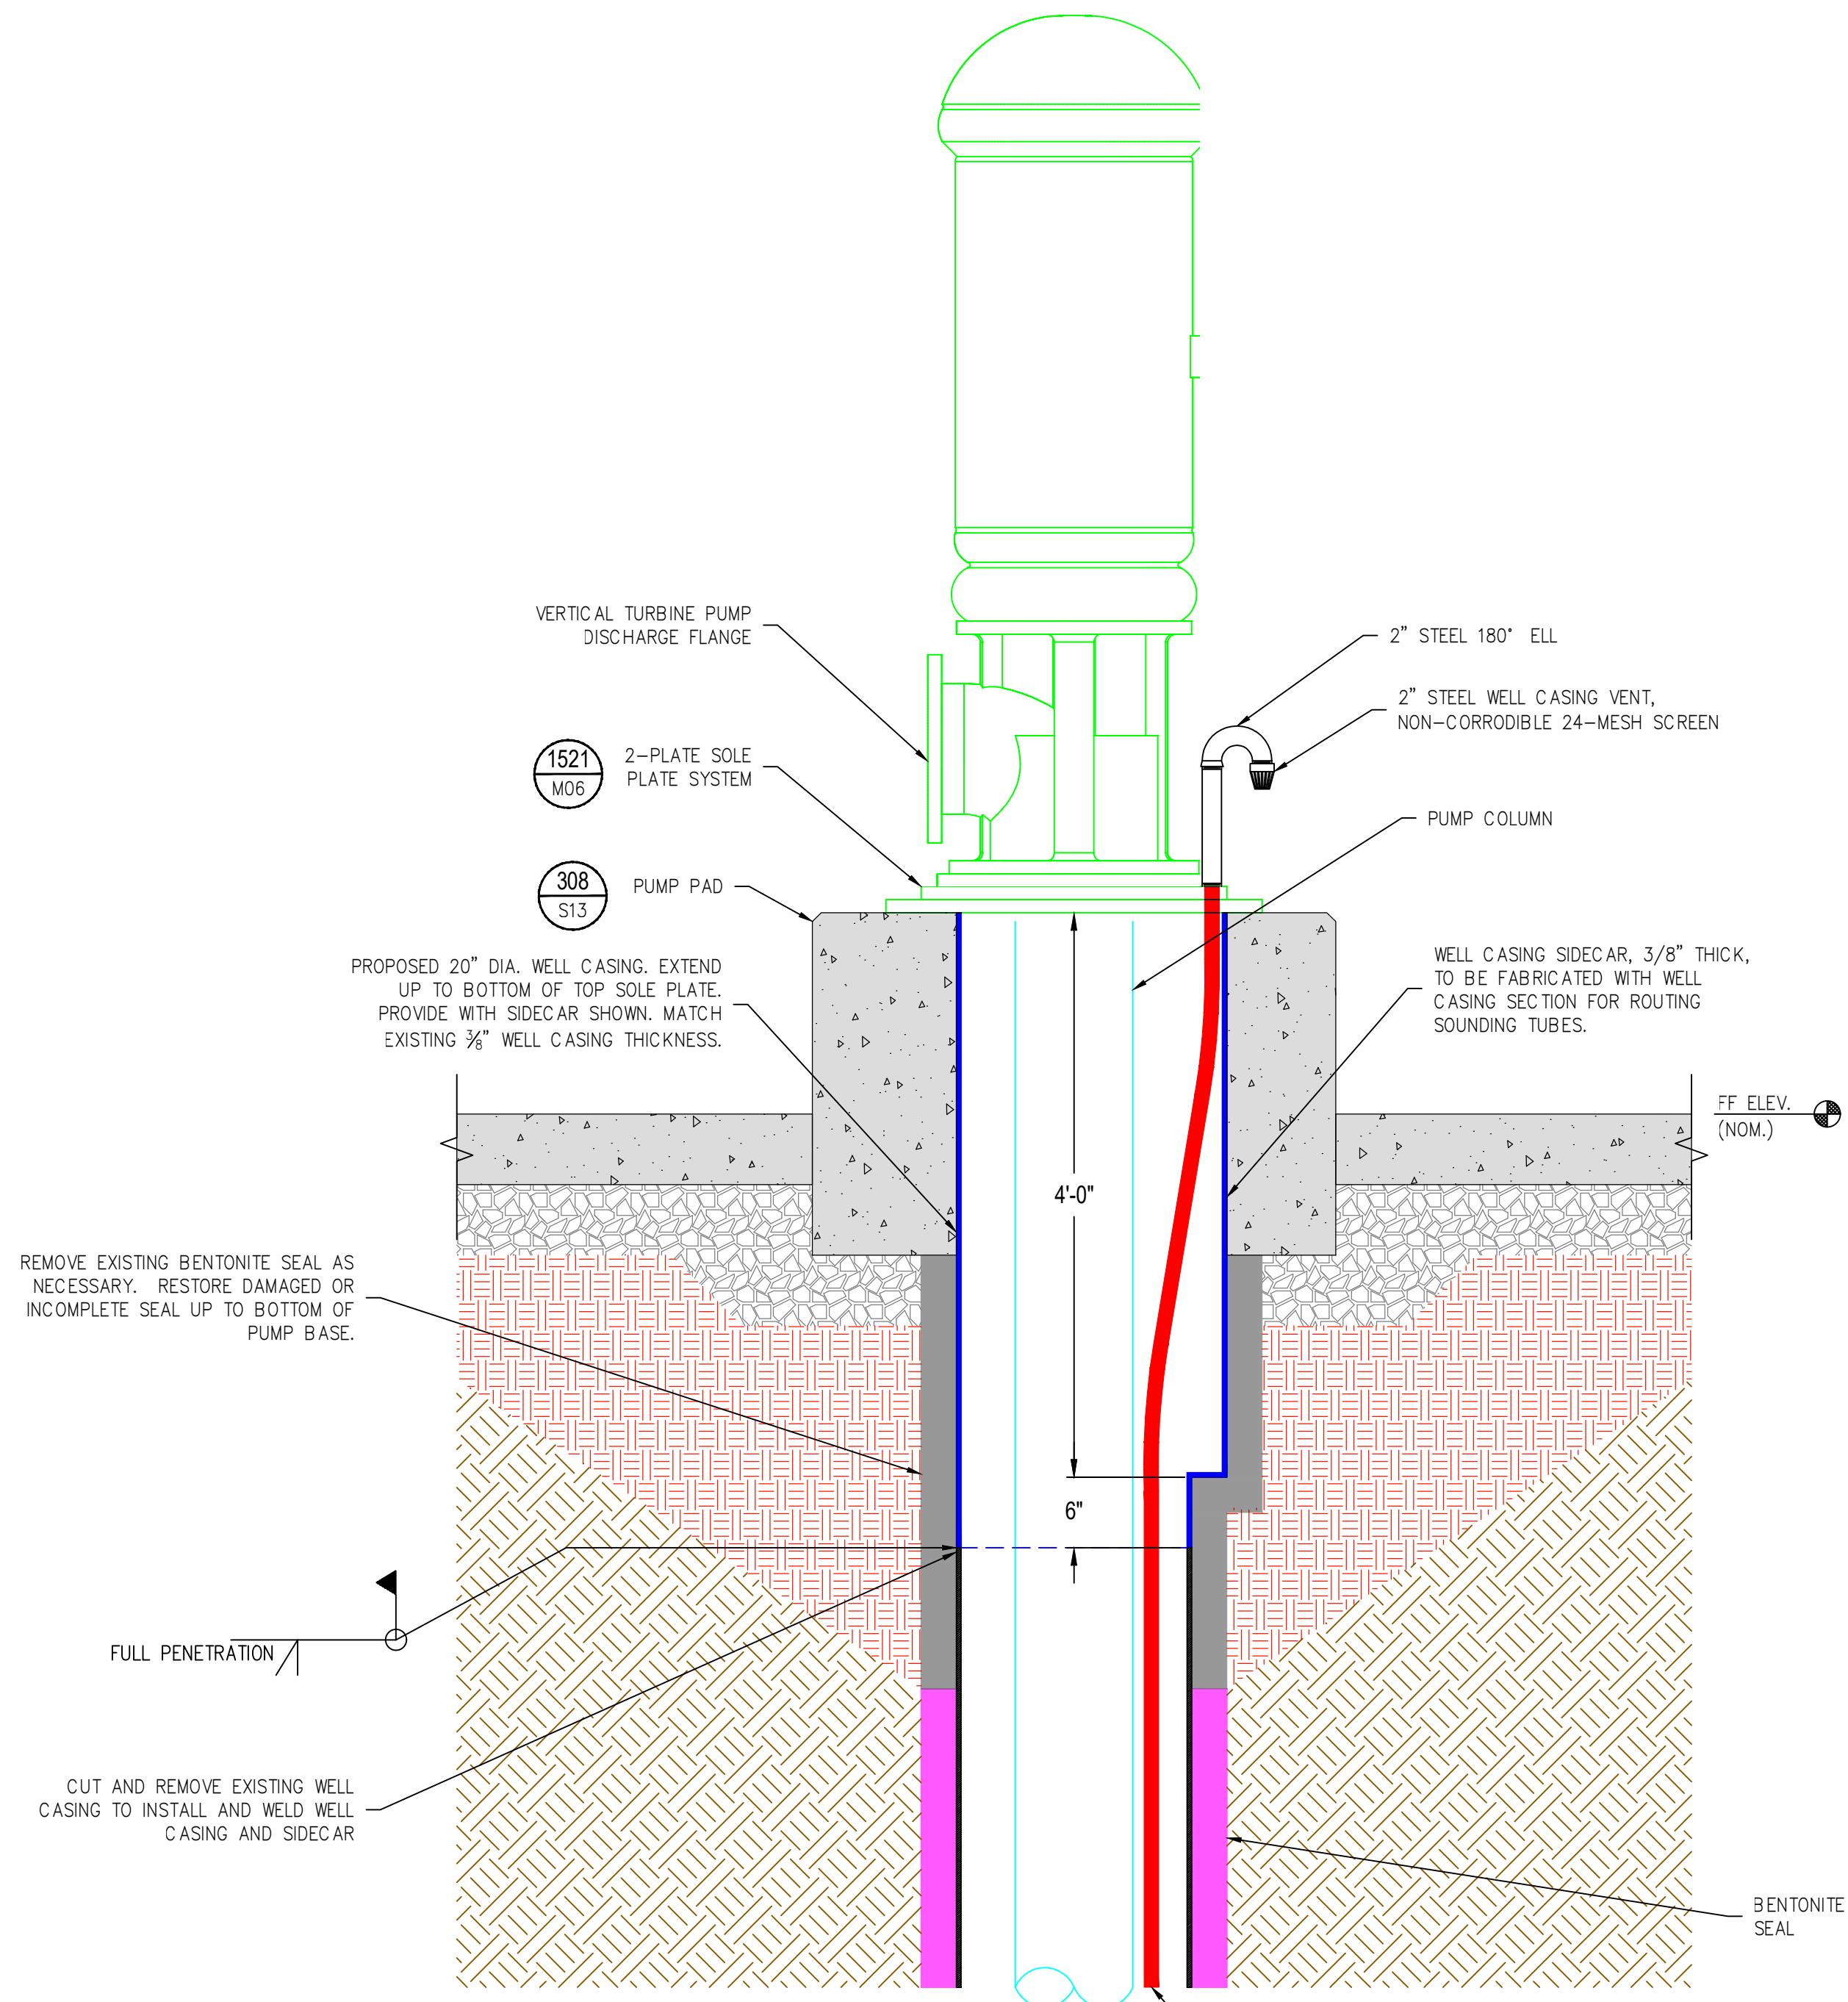 VERTICAL TURBINE PUMP
DISCHARGE FLANGE
2" STEEL 180° ELL
2" STEEL WELL CASING VENT,
NON-CORRODIBLE 24-MESH SCREEN
1521
M06
2-PLATE SOLE
PLATE SYSTEM
PUMP COLUMN
308
S13
PUMP PAD
PROPOSED 20" DIA. WELL CASING. EXTEND
UP TO BOTTOM OF TOP SOLE PLATE.
PROVIDE WITH SIDECAR SHOWN. MATCH
EXISTING ⅜" WELL CASING THICKNESS.
WELL CASING SIDECAR, 3/8" THICK,
TO BE FABRICATED WITH WELL
CASING SECTION FOR ROUTING
SOUNDING TUBES.
FF ELEV.
(NOM.)
4'-0"
REMOVE EXISTING BENTONITE SEAL AS
NECESSARY. RESTORE DAMAGED OR
INCOMPLETE SEAL UP TO BOTTOM OF
PUMP BASE.
6"
FULL PENETRATION
CUT AND REMOVE EXISTING WELL
CASING TO INSTALL AND WELD WELL
CASING AND SIDECAR
BENTONITE
SEAL